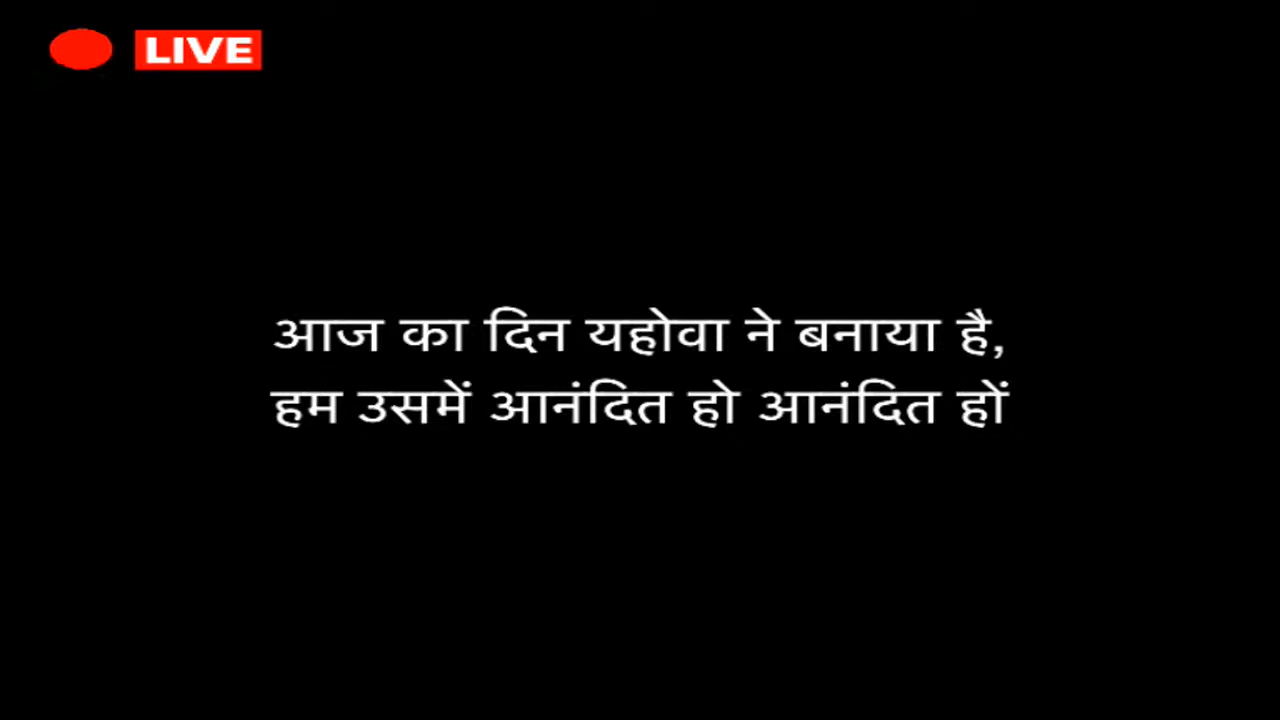 LIVE
आज का दिन यहोवा ने बनाया है,
हम उसमें आनंदित हो आनंदित हों